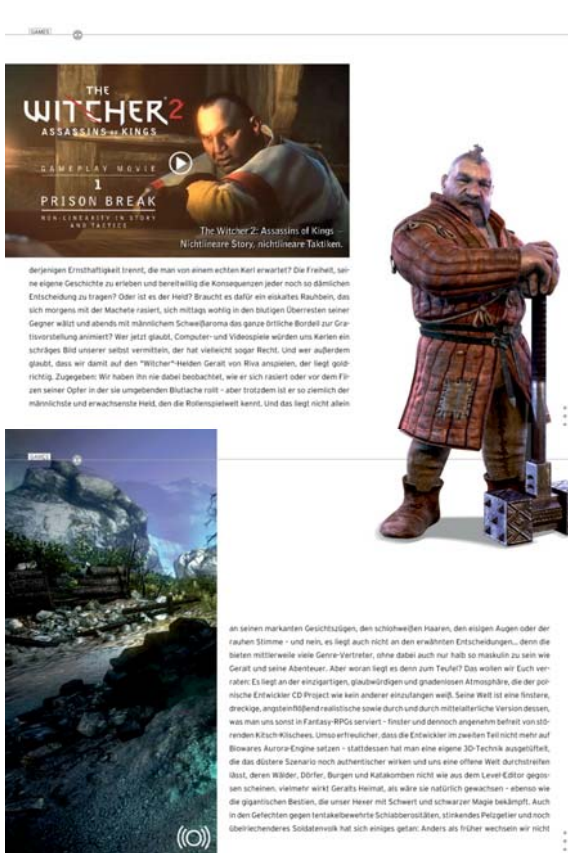 GAMES
THE
WITCHER 2
ASSASSINS OF KINGS
GAMEPLAY MOVIE
1
PRISON BREAK
NON-LINEARITY IN STORY
AND TACTICS
The Witcher 2: Assassins of Kings –
Nichtlineare Story, nichtlineare Taktiken.
derjenigen Ernsthaftigkeit trennt, die man von einem echten Kerl erwartet? Die Freiheit, sei-
ne eigene Geschichte zu erleben und bereitwillig die Konsequenzen jeder noch so dämlichen
Entscheidung zu tragen? Oder ist es der Held? Braucht es dafür ein eiskaltes Rauhbein, das
sich morgens mit der Machete rasiert, sich mittags wohlig in den blutigen Überresten seiner
Gegner wälzt und abends mit männlichem Schweißaroma das ganze örtliche Bordell zur Gra-
tisvorstellung animiert? Wer jetzt glaubt, Computer- und Videospiele würden uns Kerlen ein
schräges Bild unserer selbst vermitteln, der hat vielleicht sogar Recht. Und wer außerdem
glaubt, dass wir damit auf den "Witcher"-Helden Geralt von Riva anspielen, der liegt gold-
richtig. Zugegeben: Wir haben ihn nie dabei beobachtet, wie er sich rasiert oder vor dem Fil-
zen seiner Opfer in der sie umgebenden Blutlache rollt – aber trotzdem ist er so ziemlich der
männlichste und erwachsenste Held, den die Rollenspielwelt kennt. Und das liegt nicht allein
GAMES
an seinen markanten Gesichtszügen, den schlohweißen Haaren, den eisigen Augen oder der
rauhen Stimme – und nein, es liegt auch nicht an den erwähnten Entscheidungen... denn die
bieten mittlerweile viele Genre-Vertreter, ohne dabei auch nur halb so maskulin zu sein wie
Geralt und seine Abenteuer. Aber woran liegt es denn zum Teufel? Das wollen wir Euch ver-
raten: Es liegt an der einzigartigen, glaubwürdigen und gnadenlosen Atmosphäre, die der pol-
nische Entwickler CD Project wie kein anderer einzufangen weiß. Seine Welt ist eine finstere,
dreckige, angsteinflößend realistische sowie durch und durch mittelalterliche Version dessen,
was man uns sonst in Fantasy-RPGs serviert – finster und dennoch angenehm befreit von stö-
renden Kitsch-Klischees. Umso erfreulicher, dass die Entwickler im zweiten Teil nicht mehr auf
Biowares Aurora-Engine setzen – stattdessen hat man eine eigene 3D-Technik ausgetüftelt,
die das düstere Szenario noch authentischer wirken und uns eine offene Welt durchstreifen
lässt, deren Wälder, Dörfer, Burgen und Katakomben nicht wie aus dem Level-Editor gegos-
sen scheinen. vielmehr wirkt Geralts Heimat, als wäre sie natürlich gewachsen – ebenso wie
die gigantischen Bestien, die unser Hexer mit Schwert und schwarzer Magie bekämpft. Auch
in den Gefechten gegen tentakelbewehrte Schlabberositäten, stinkendes Pelzgetier und noch
übelriechenderes Soldatenvolk hat sich einiges getan: Anders als früher wechseln wir nicht